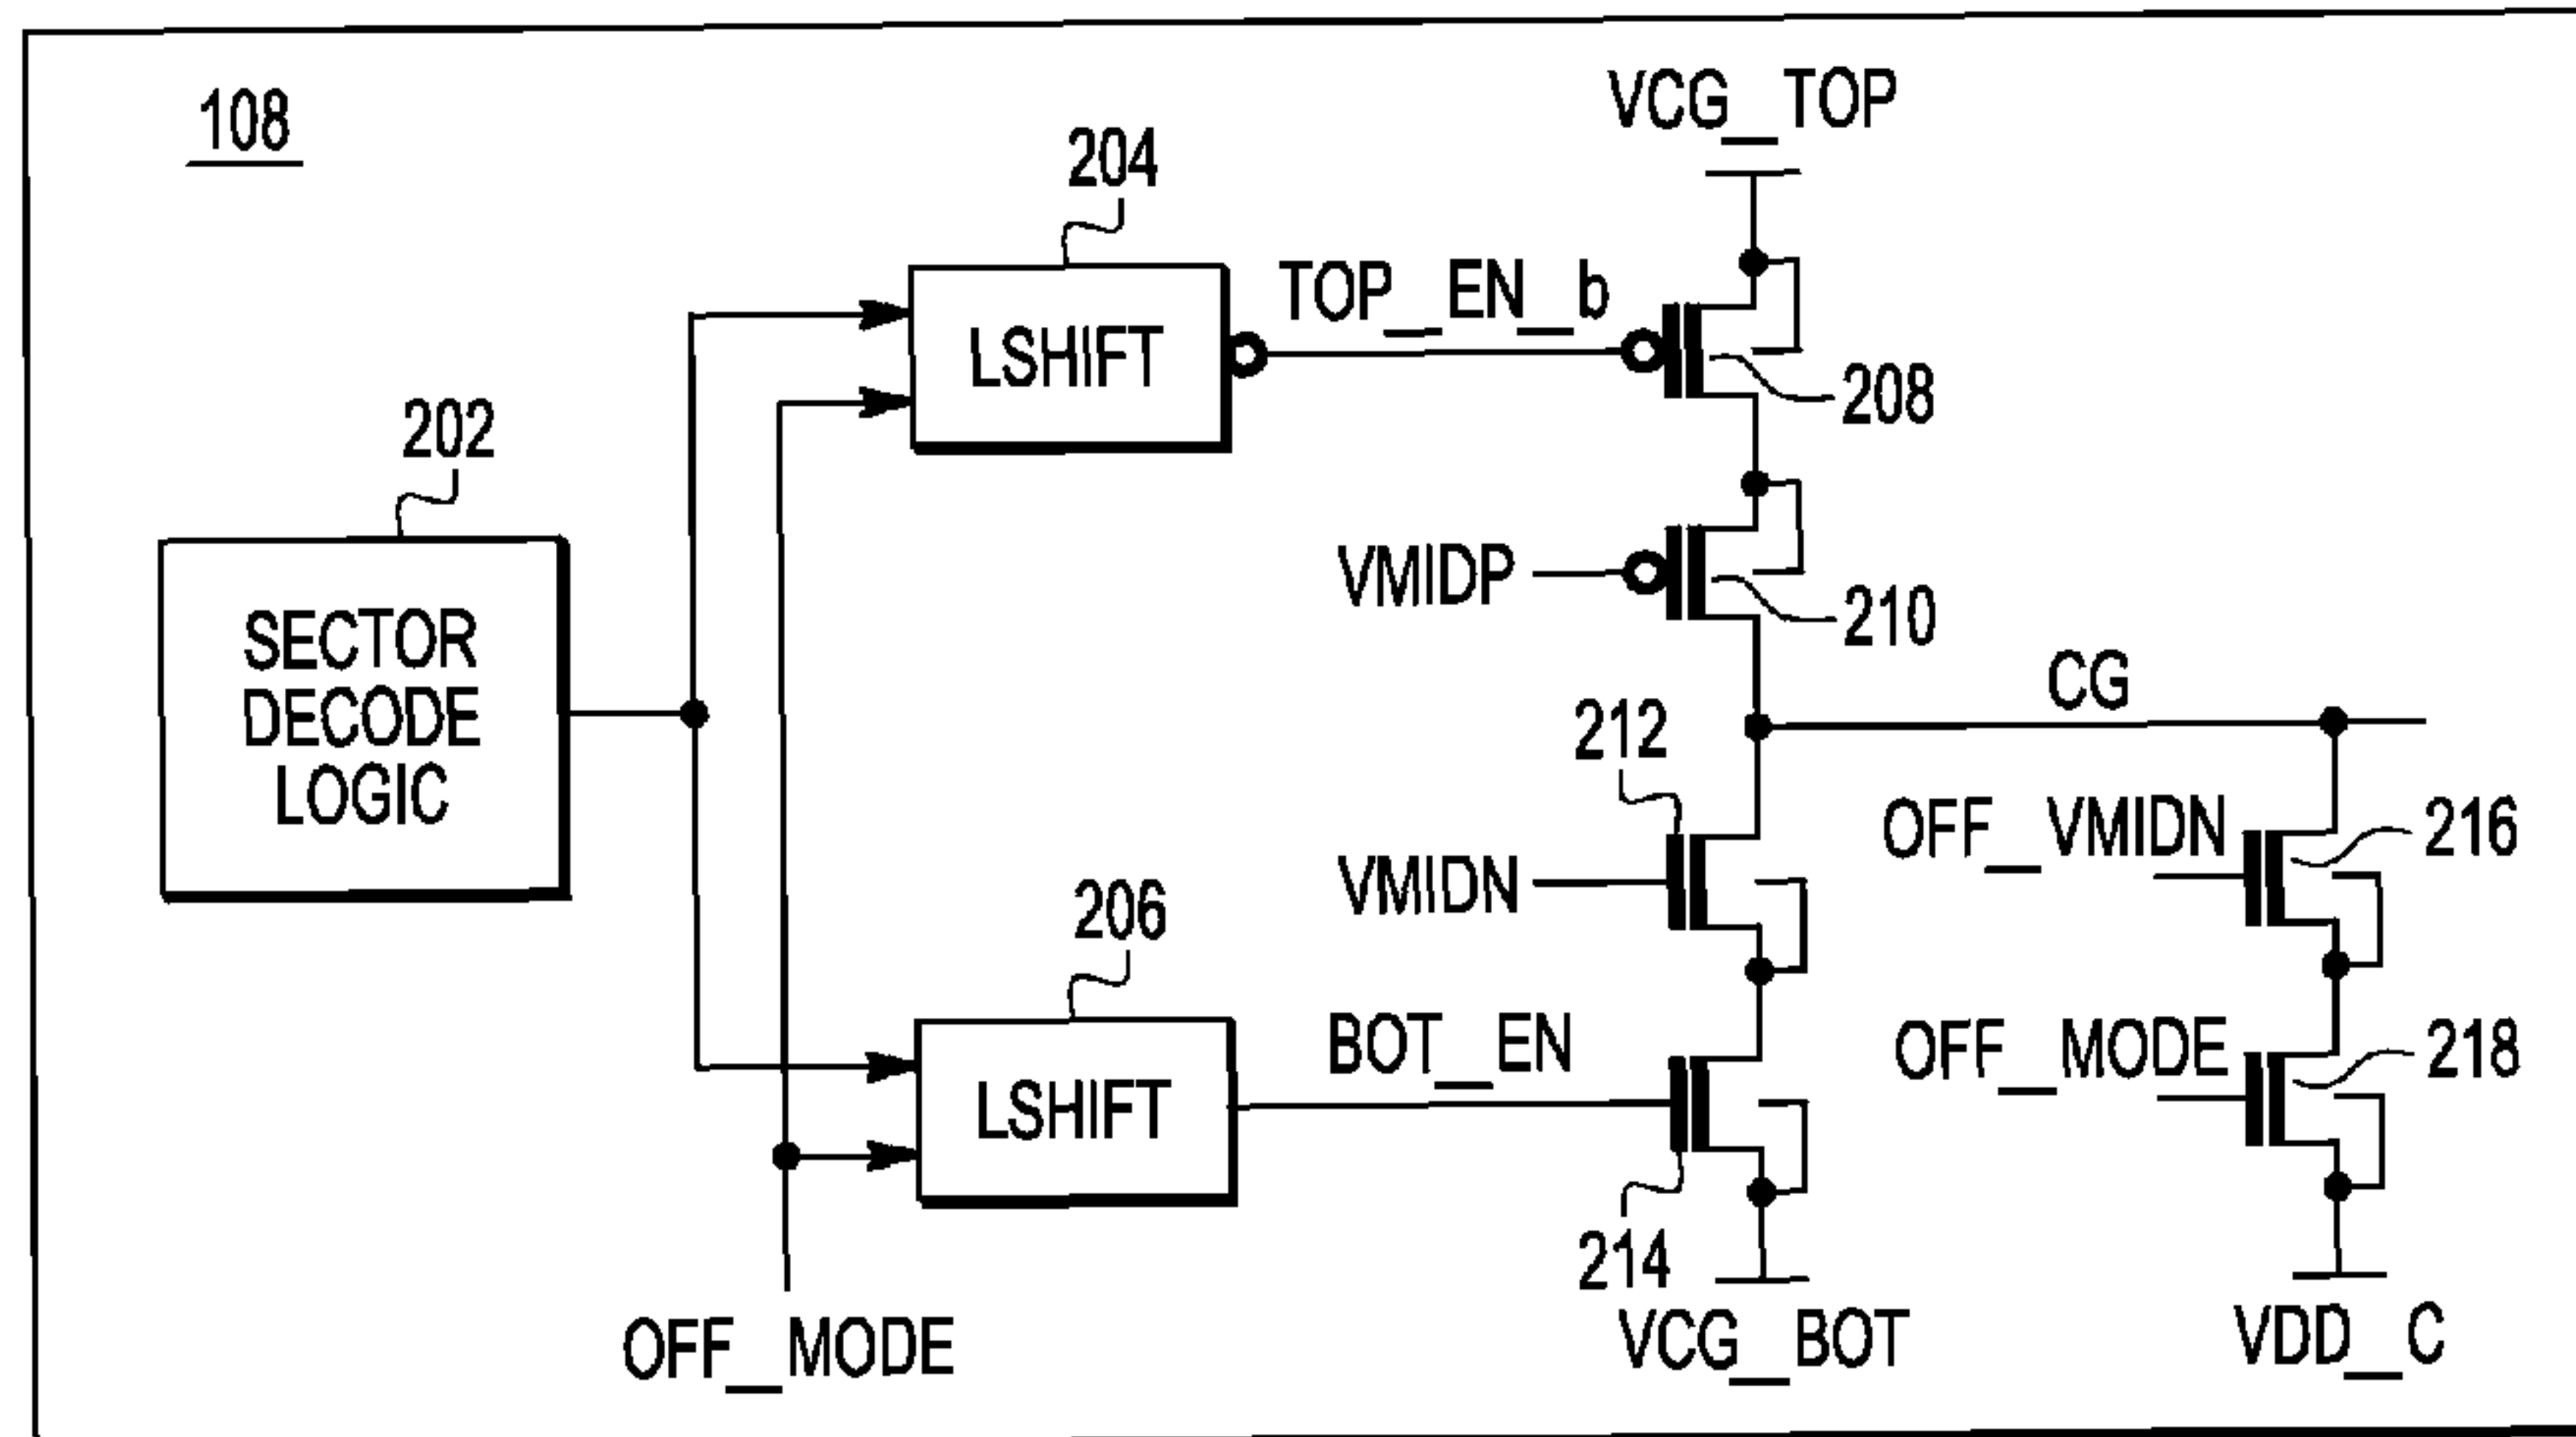 108
VCG_TOP
204
TOP_EN_b
LSHIFT
208
202
VMIDP
210
SECTOR
DECODE
LOGIC
CG
212
OFF_VMIDN
216
VMIDN
206
BOT_EN
OFF_MODE
218
LSHIFT
214
OFF_MODE
VCG_BOT
VDD_C